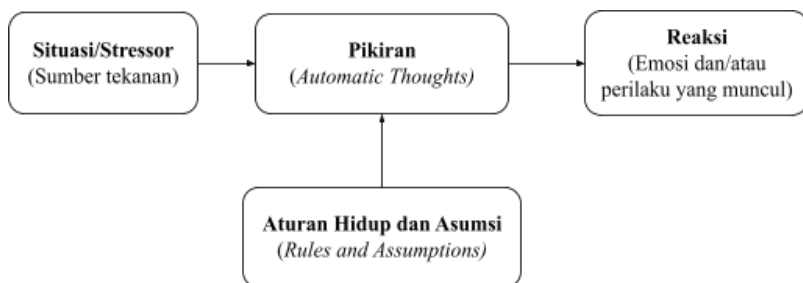 Situasi/Stressor
(Sumber tekanan)
Pikiran
(Automatic Thoughts)
Reaksi
(Emosi dan/atau
perilaku yang muncul)
Aturan Hidup dan Asumsi
(Rules and Assumptions)